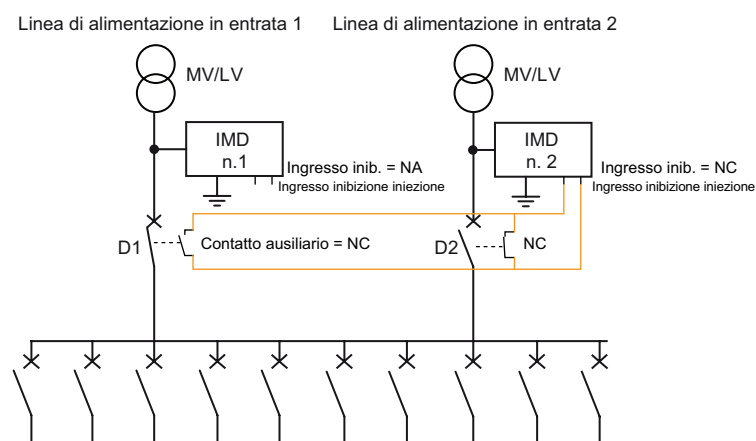 Linea di alimentazione in entrata 1
Linea di alimentazione in entrata 2
MV/LV
MV/LV
IMD
n.1
IMD
n. 2
Ingresso inib. = NA
Ingresso inibizione iniezione
Ingresso inib. = NC
Ingresso inibizione iniezione
D1
Contatto ausiliario = NC
D2
NC